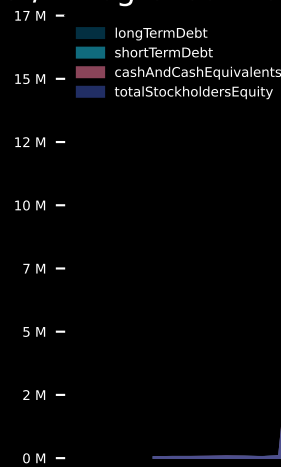 17 M
longTermDebt
shortTermDebt
cashAndCashEquivalents
totalStockholdersEquity
15 M
12 M
10 M
7 M
5 M
2 M
0 M